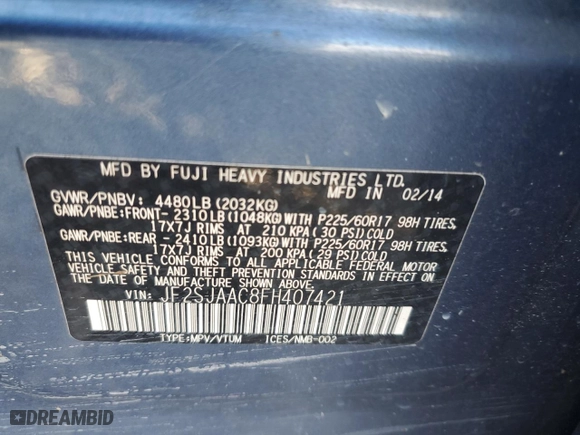 MFD BY FUJI HEAVY INDUSTRIES LTD.
MFD IN 02/14
GVWR/PNBV: 4480LB(2032KG)
GAWR/PNBE:FRONT- 2310LB(1048KG)WITH P225/60R17 98H TIRES,
17X7J RIMS AT 210 KPA( 30 PSI)COLD
GAWR/PNBE:REAR- 2410LB(1093KG)WITH P225/60R17 98H TIRES,
17X7J RIMS AT 200 KPA( 29 PSI)COLD
THIS VEHICLE CONFORMS TO ALL APPLICABLE FEDERAL MOTOR
VEHICLE SAFETY AND THEFT PREVENTION STANDARDS IN EFFECT
ON THE DATE OF MANUFACTURE SHOWN ABOVE.
VIN: JF2SJAAC8FH407421
TYPE:MPV/VTUM ICES/NMB-002
DREAMBID